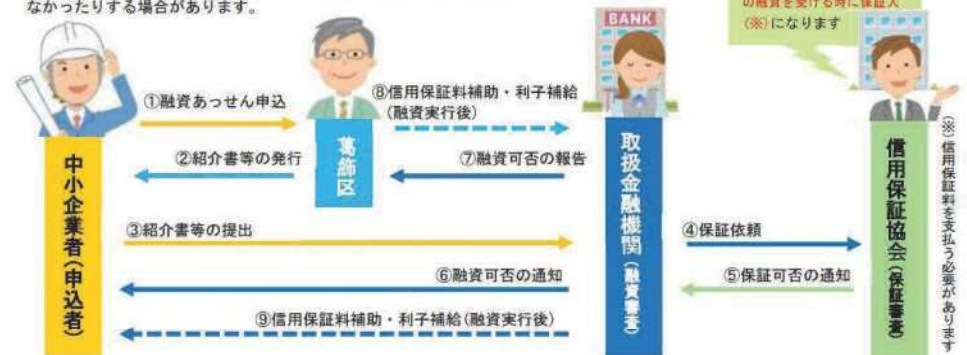 なかったりする場合があります。
の融資を受ける時に保証人
(※)になります
BANK
①融資あっせん申込
②紹介書等の発行
⑧信用保証料補助・利子補給
(融資実行後)
⑦融資可否の報告
③紹介書等の提出
④保証依頼
⑤保証可否の通知
⑥融資可否の通知
⑨信用保証料補助・利子補給(融資実行後)
中小企業者(申込者)
葛飾区
取扱金融機関(融資審査)
信用保証協会(保証審査)
(※)信用保証料を支払う必要があります